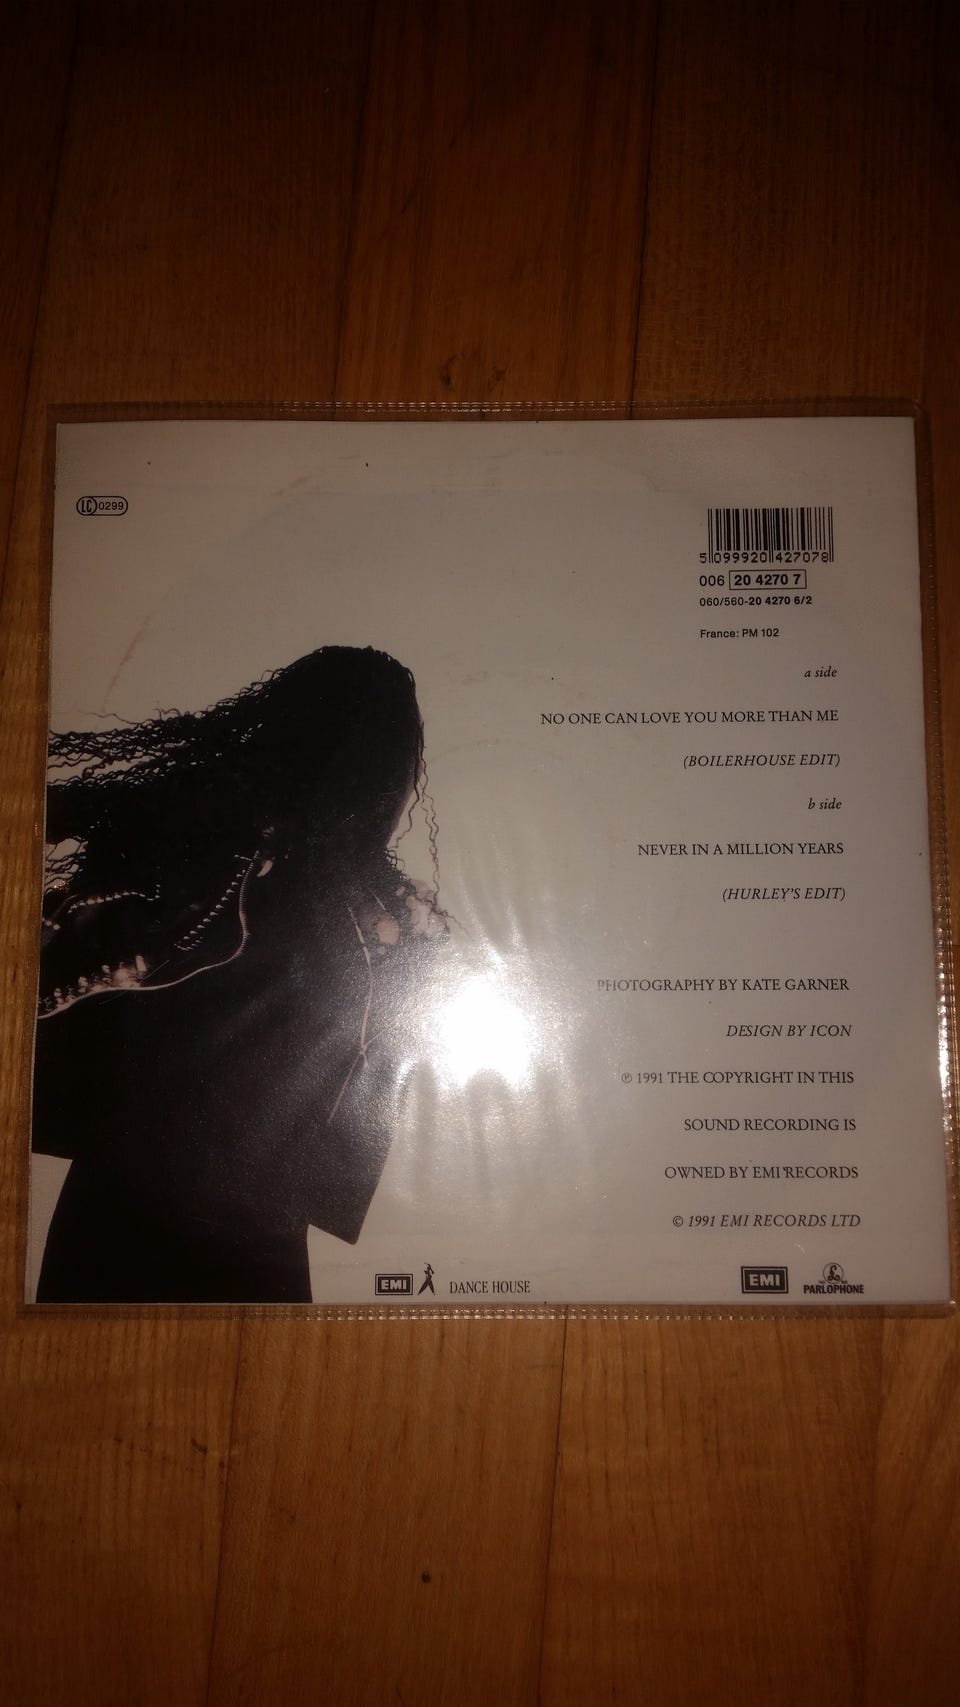 LC 0299
5 099920 427078
006 20 4270 7
060/560-20 4270 6/2
France: PM 102
a side
NO ONE CAN LOVE YOU MORE THAN ME
(BOILERHOUSE EDIT)
b side
NEVER IN A MILLION YEARS
(HURLEY'S EDIT)
PHOTOGRAPHY BY KATE GARNER
DESIGN BY ICON
℗ 1991 THE COPYRIGHT IN THIS
SOUND RECORDING IS
OWNED BY EMI RECORDS
© 1991 EMI RECORDS LTD
EMI DANCE HOUSE
EMI PARLOPHONE